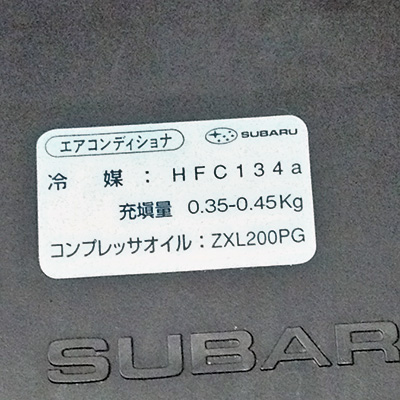 エアコンディショナ SUBARU
冷 媒 : HFC134a
充塡量 0.35-0.45Kg
コンプレッサオイル:ZXL200PG
SUBAR